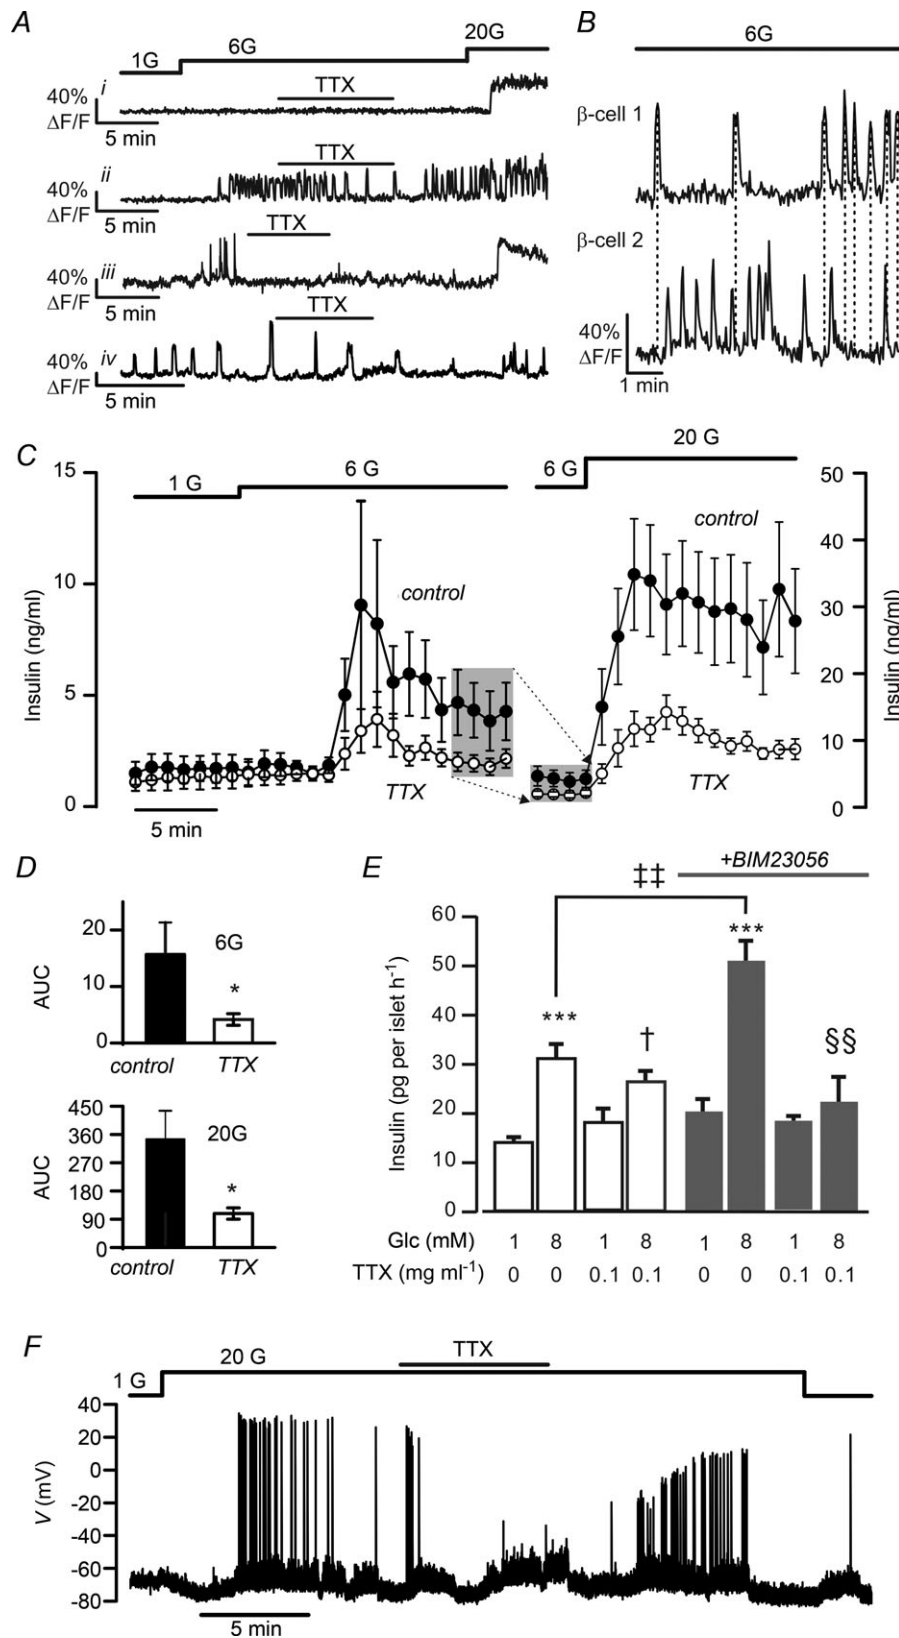 A
1G
6G
20G
i
TTX
40%
ΔF/F
5 min
ii
TTX
40%
ΔF/F
5 min
iii
TTX
40%
ΔF/F
5 min
iv
TTX
40%
ΔF/F
5 min
B
6G
β-cell 1
β-cell 2
40%
ΔF/F
1 min
C
1 G
6 G
6 G
20 G
15
10
5
0
Insulin (ng/ml)
control
TTX
5 min
control
TTX
50
40
30
20
10
0
Insulin (ng/ml)
D
20
10
0
AUC
6G
*
control TTX
450
360
270
180
90
0
AUC
20G
*
control TTX
E
+BIM23056
‡‡
60
50
40
30
20
10
0
Insulin (pg per islet h⁻¹)
***
†
***
§§
Glc (mM) 1 8 1 8 1 8 1 8
TTX (mg ml⁻¹) 0 0 0.1 0.1 0 0 0.1 0.1
F
1 G
20 G
TTX
40
20
0
-20
-40
-60
-80
V (mV)
5 min